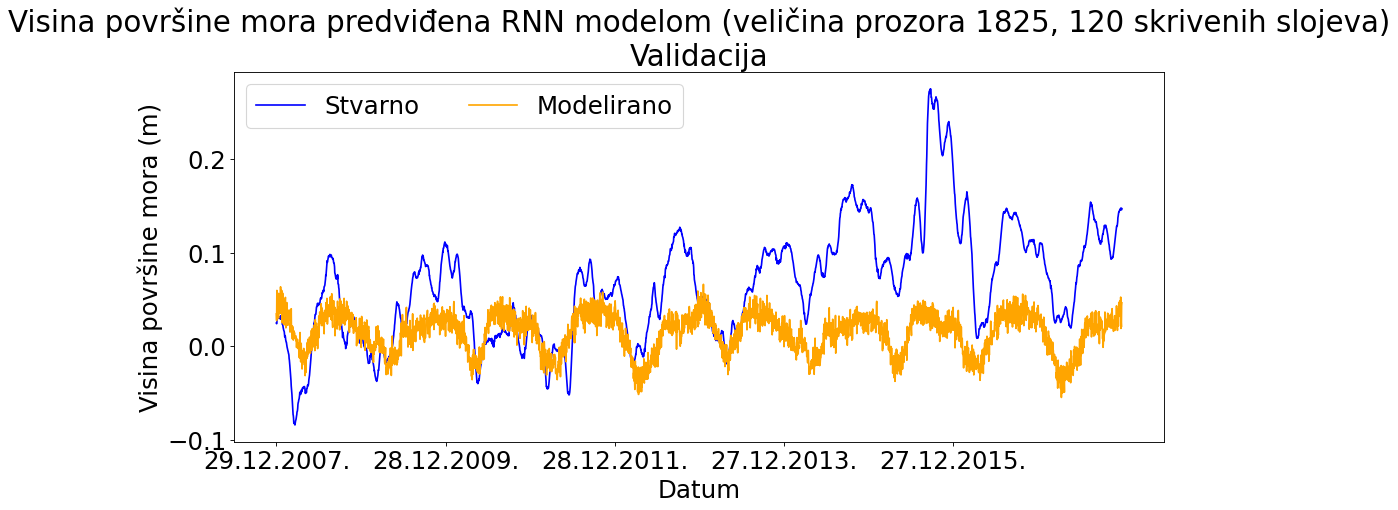 Visina površine mora predviđena RNN modelom (veličina prozora 1825, 120 skrivenih slojeva)
Validacija
Stvarno Modelirano
Visina površine mora (m)
0.2
0.1
0.0
−0.1
29.12.2007. 28.12.2009. 28.12.2011. 27.12.2013. 27.12.2015.
Datum